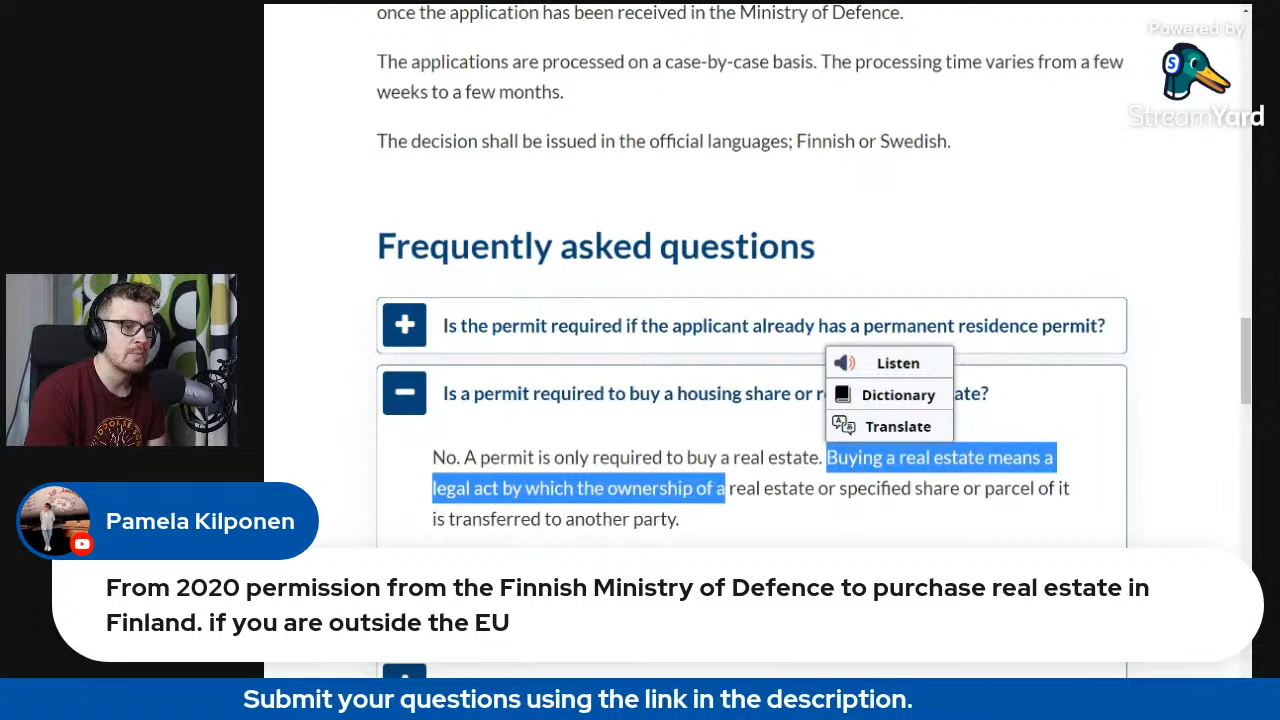 once the application has been received in the Ministry of Defence.
Powered by
StreamYard
The applications are processed on a case-by-case basis. The processing time varies from a few
weeks to a few months.
The decision shall be issued in the official languages; Finnish or Swedish.
Frequently asked questions
Is the permit required if the applicant already has a permanent residence permit?
Listen
Dictionary
Translate
Is a permit required to buy a housing share or ate?
No. A permit is only required to buy a real estate. Buying a real estate means a
legal act by which the ownership of a real estate or specified share or parcel of it
is transferred to another party.
Pamela Kilponen
From 2020 permission from the Finnish Ministry of Defence to purchase real estate in
Finland. if you are outside the EU
Submit your questions using the link in the description.